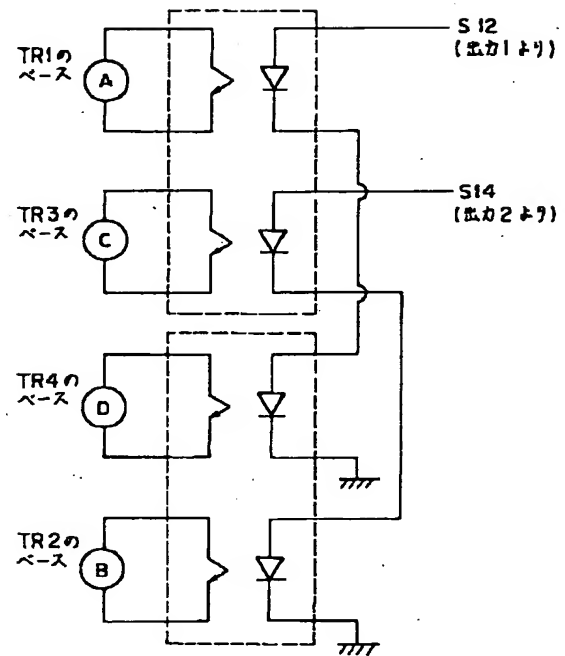 S12
(出力1より)
TR1の
ベース
A
S14
(出力2より)
TR3の
ベース
C
TR4の
ベース
D
TR2の
ベース
B